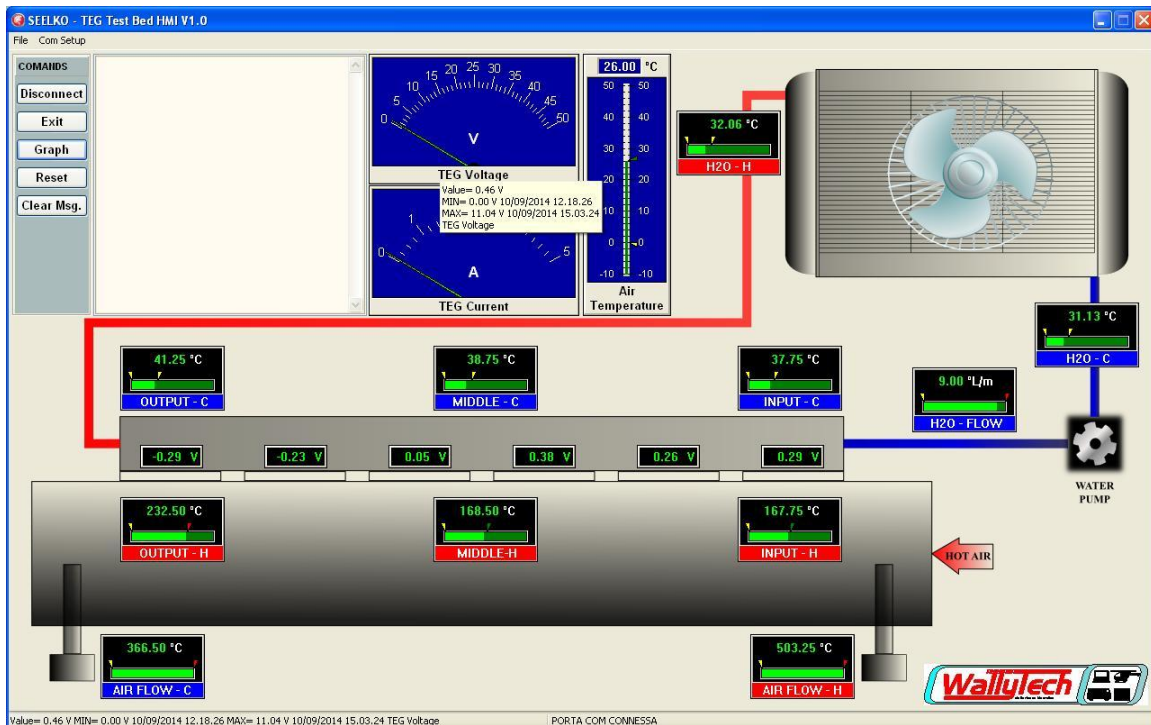 SEELKO - TEG Test Bed HMI V1.0
File Com Setup
COMANDS
Disconnect
Exit
Graph
Reset
Clear Msg.
0 5 10 15 20 25 30 35 40 45 50
V
TEG Voltage
Value= 0.46 V
MIN= 0.00 V 10/09/2014 12.18.26
MAX= 11.04 V 10/09/2014 15.03.24
TEG Voltage
0 1 5
A
TEG Current
26.00 °C
50 50
40 40
30 30
20 20
10 10
0 0
-10 -10
Air
Temperature
32.06 °C
H2O - H
31.13 °C
H2O - C
9.00 °L/m
H2O - FLOW
WATER
PUMP
41.25 °C
OUTPUT - C
38.75 °C
MIDDLE - C
37.75 °C
INPUT - C
-0.29 V -0.23 V 0.05 V 0.38 V 0.26 V 0.29 V
232.50 °C
OUTPUT - H
168.50 °C
MIDDLE-H
167.75 °C
INPUT - H
HOT AIR
366.50 °C
AIR FLOW - C
503.25 °C
AIR FLOW - H
WallyTech
Value= 0.46 V MIN= 0.00 V 10/09/2014 12.18.26 MAX= 11.04 V 10/09/2014 15.03.24 TEG Voltage PORTA COM CONNESSA